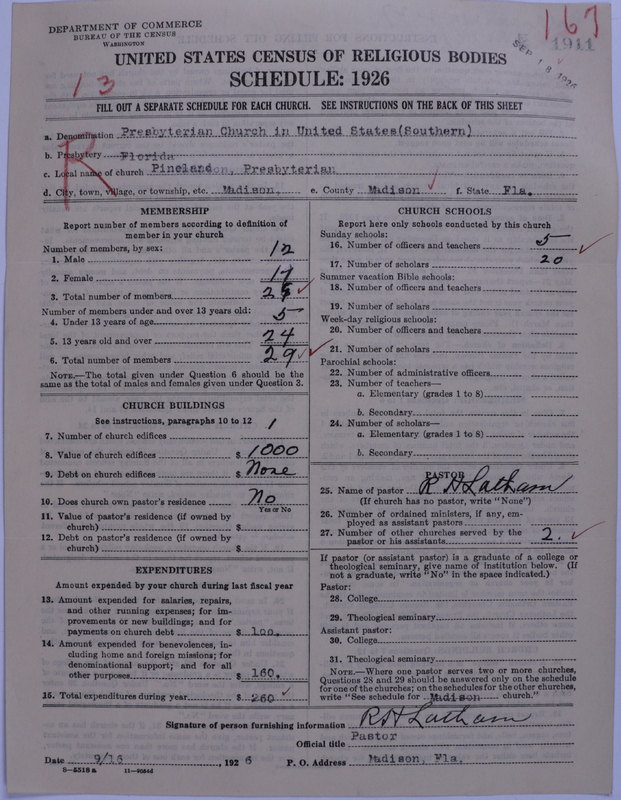 DEPARTMENT OF COMMERCE
BUREAU OF THE CENSUS
WASHINGTON
167
1911
SEP 18 1926
UNITED STATES CENSUS OF RELIGIOUS BODIES
13
SCHEDULE: 1926
FILL OUT A SEPARATE SCHEDULE FOR EACH CHURCH. SEE INSTRUCTIONS ON THE BACK OF THIS SHEET
R
a. Denomination Presbyterian Church in United States(Southern)
b. Presbytery Florida
c. Local name of church Pineland, Presbyterian
d. City, town, village, or township, etc. Madison. e. County Madison f. State Fla.
MEMBERSHIP
Report number of members according to definition of
member in your church
Number of members, by sex:
1. Male 12
2. Female 17
3. Total number of members 29
Number of members under and over 13 years old:
4. Under 13 years of age 5
5. 13 years old and over 24
6. Total number of members 29
NOTE.—The total given under Question 6 should be the
same as the total of males and females given under Question 3.
CHURCH BUILDINGS
See instructions, paragraphs 10 to 12
7. Number of church edifices 1
8. Value of church edifices $ 1000
9. Debt on church edifices $ None
10. Does church own pastor's residence No
Yes or No
11. Value of pastor's residence (if owned by
church) $
12. Debt on pastor's residence (if owned by
church) $
EXPENDITURES
Amount expended by your church during last fiscal year
13. Amount expended for salaries, repairs,
and other running expenses; for im-
provements or new buildings; and for
payments on church debt $ 100.
14. Amount expended for benevolences, in-
cluding home and foreign missions; for
denominational support; and for all
other purposes $ 160.
15. Total expenditures during year $ 260
CHURCH SCHOOLS
Report here only schools conducted by this church
Sunday schools:
16. Number of officers and teachers 5
17. Number of scholars 20
Summer vacation Bible schools:
18. Number of officers and teachers
19. Number of scholars
Week-day religious schools:
20. Number of officers and teachers
21. Number of scholars
Parochial schools:
22. Number of administrative officers
23. Number of teachers—
a. Elementary (grades 1 to 8)
b. Secondary
24. Number of scholars—
a. Elementary (grades 1 to 8)
b. Secondary
PASTOR
25. Name of pastor R H Latham
(If church has no pastor, write "None")
26. Number of ordained ministers, if any, em-
ployed as assistant pastors
27. Number of other churches served by the
pastor or his assistants 2.
If pastor (or assistant pastor) is a graduate of a college or
theological seminary, give name of institution below. (If
not a graduate, write "No" in the space indicated.)
Pastor:
28. College
29. Theological seminary
Assistant pastor:
30. College
31. Theological seminary
NOTE.—Where one pastor serves two or more churches,
Questions 28 and 29 should be answered only on the schedule
for one of the churches; on the schedules for the other churches,
write "See schedule for Madison church."
Signature of person furnishing information R H Latham
Official title Pastor
Date 9/16, 1926 P. O. Address Madison, Fla.
8-5518 a 11-9684d